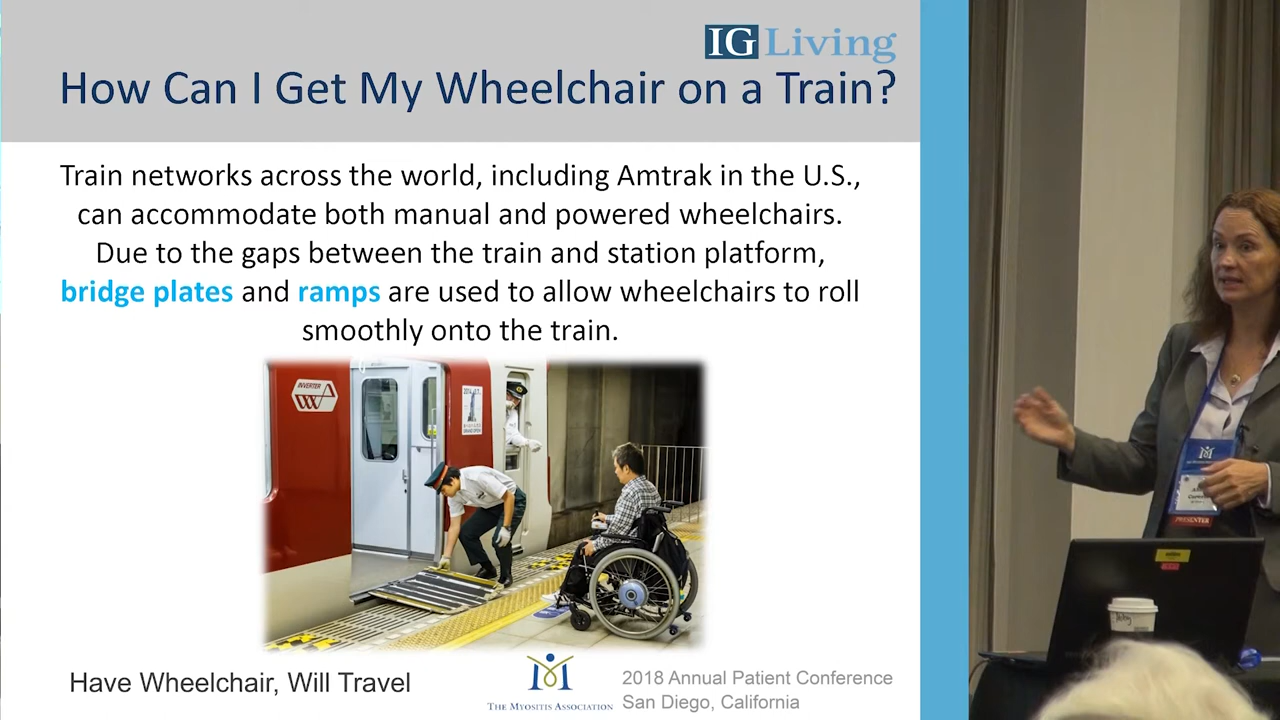 IG Living
How Can I Get My Wheelchair on a Train?
Train networks across the world, including Amtrak in the U.S.,
can accommodate both manual and powered wheelchairs.
Due to the gaps between the train and station platform,
bridge plates and ramps are used to allow wheelchairs to roll
smoothly onto the train.
INVERTER
Have Wheelchair, Will Travel
THE MYOSITIS ASSOCIATION
2018 Annual Patient Conference
San Diego, California
PRESENTER